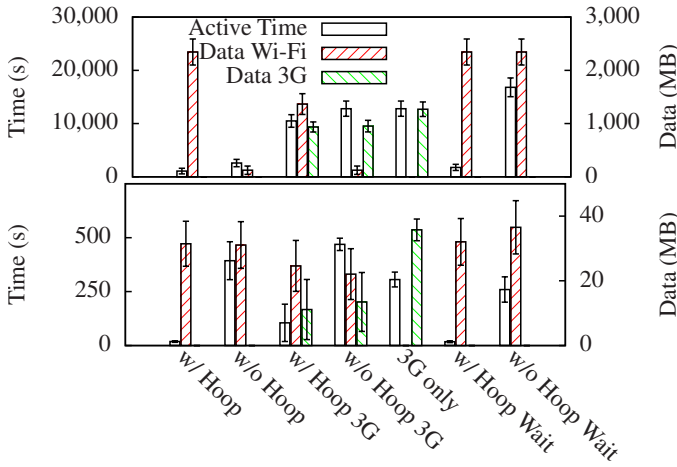 30,000
20,000
10,000
0
Time (s)
Active Time
Data Wi-Fi
Data 3G
3,000
2,000
1,000
0
Data (MB)
500
250
0
Time (s)
40
20
0
Data (MB)
w/ Hoop
w/o Hoop
w/ Hoop 3G
w/o Hoop 3G
3G only
w/ Hoop Wait
w/o Hoop Wait